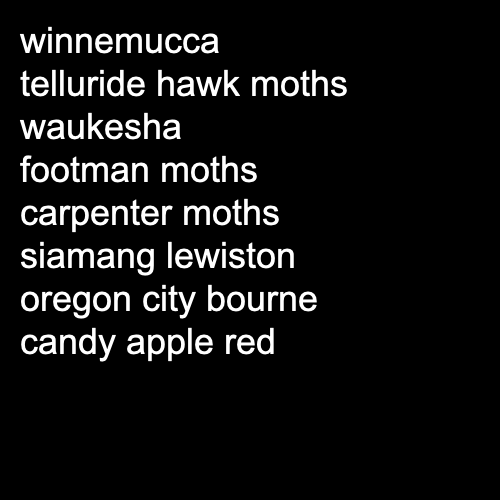 winnemucca
telluride hawk moths
waukesha
footman moths
carpenter moths
siamang lewiston
oregon city bourne
candy apple red